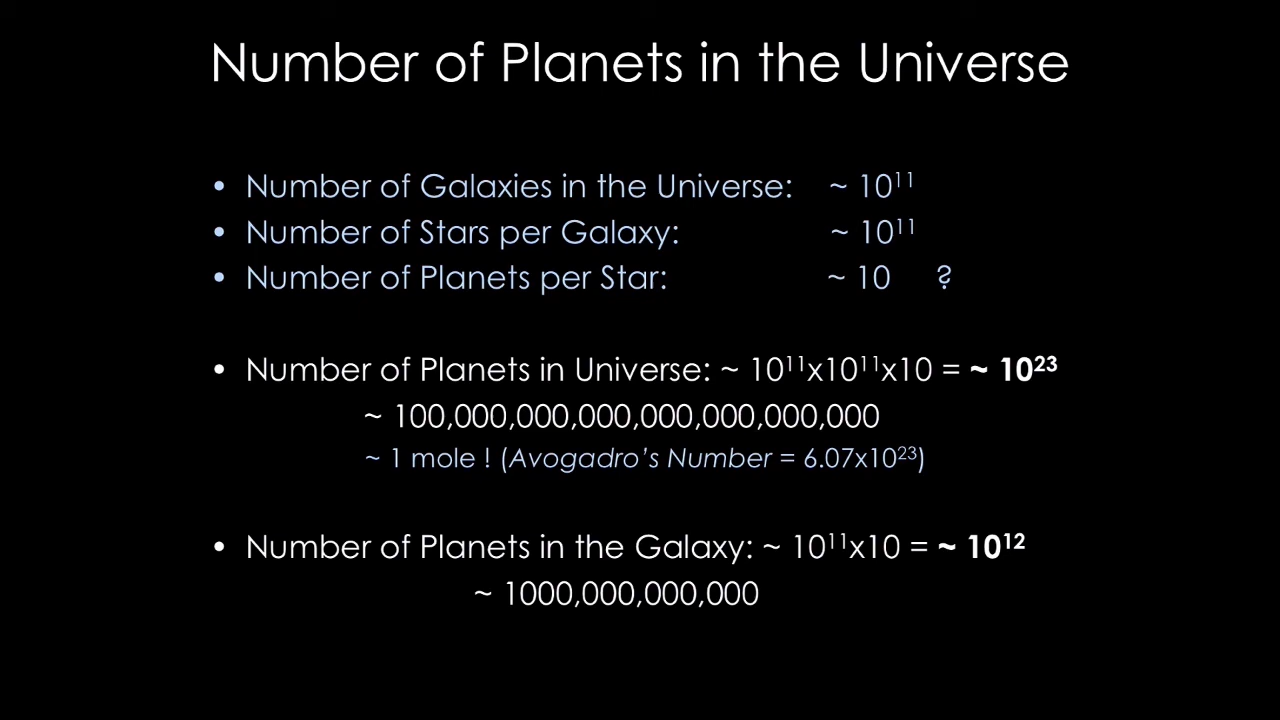 Number of Planets in the Universe
• Number of Galaxies in the Universe: ~ 10¹¹
• Number of Stars per Galaxy: ~ 10¹¹
• Number of Planets per Star: ~ 10 ?
• Number of Planets in Universe: ~ 10¹¹x10¹¹x10 = ~ 10²³
~ 100,000,000,000,000,000,000,000
~ 1 mole ! (Avogadro’s Number = 6.07x10²³)
• Number of Planets in the Galaxy: ~ 10¹¹x10 = ~ 10¹²
~ 1000,000,000,000